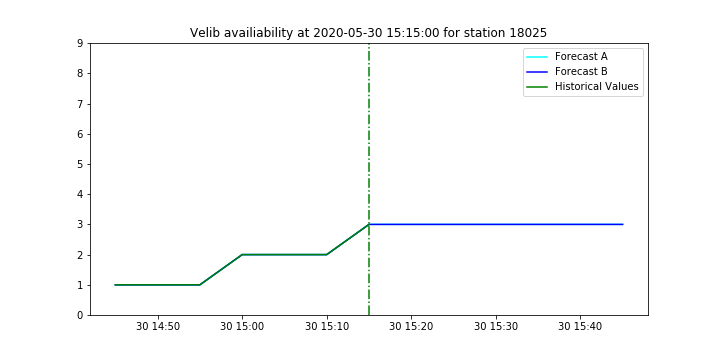 Velib availiability at 2020-05-30 15:15:00 for station 18025
9
8
7
6
5
4
3
2
1
0
Forecast A
Forecast B
Historical Values
30 14:50 30 15:00 30 15:10 30 15:20 30 15:30 30 15:40